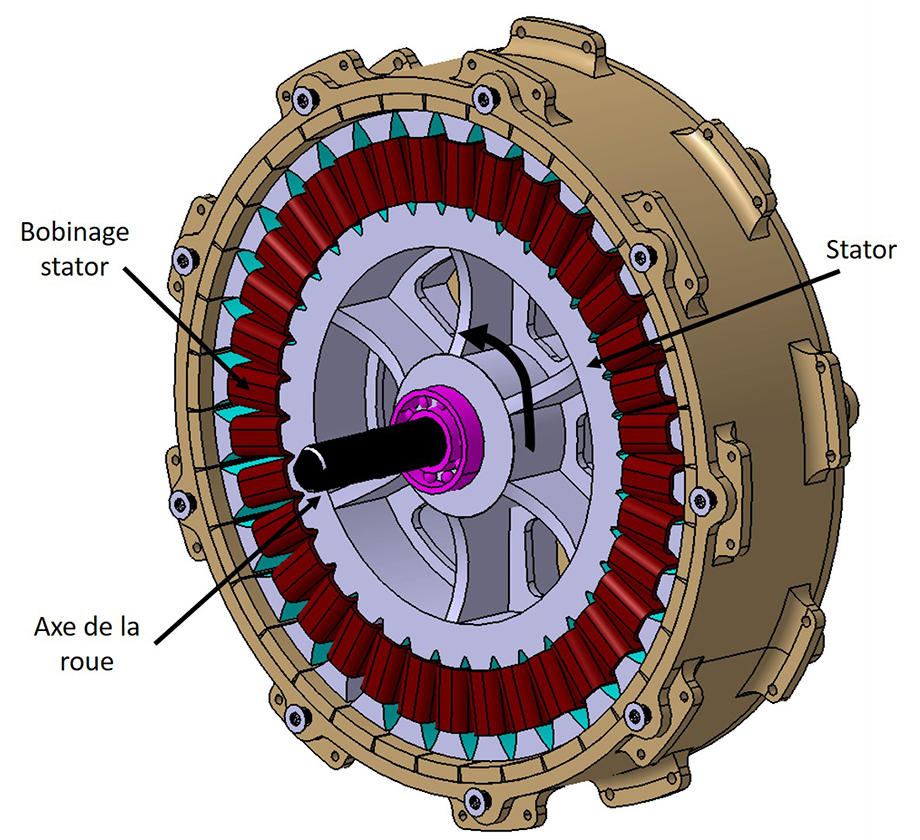 Bobinage
stator
Stator
Axe de la
roue